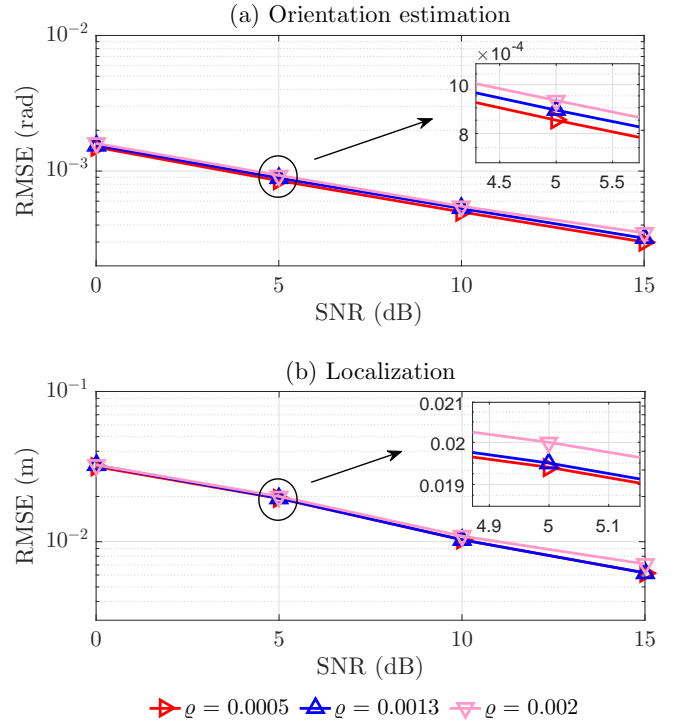 (a) Orientation estimation
10⁻²
10⁻³
RMSE (rad)
×10⁻⁴
10
8
4.5 5 5.5
0 5 10 15
SNR (dB)
(b) Localization
10⁻¹
10⁻²
RMSE (m)
0.021
0.02
0.019
4.9 5 5.1
0 5 10 15
SNR (dB)
ϱ = 0.0005 ϱ = 0.0013 ϱ = 0.002